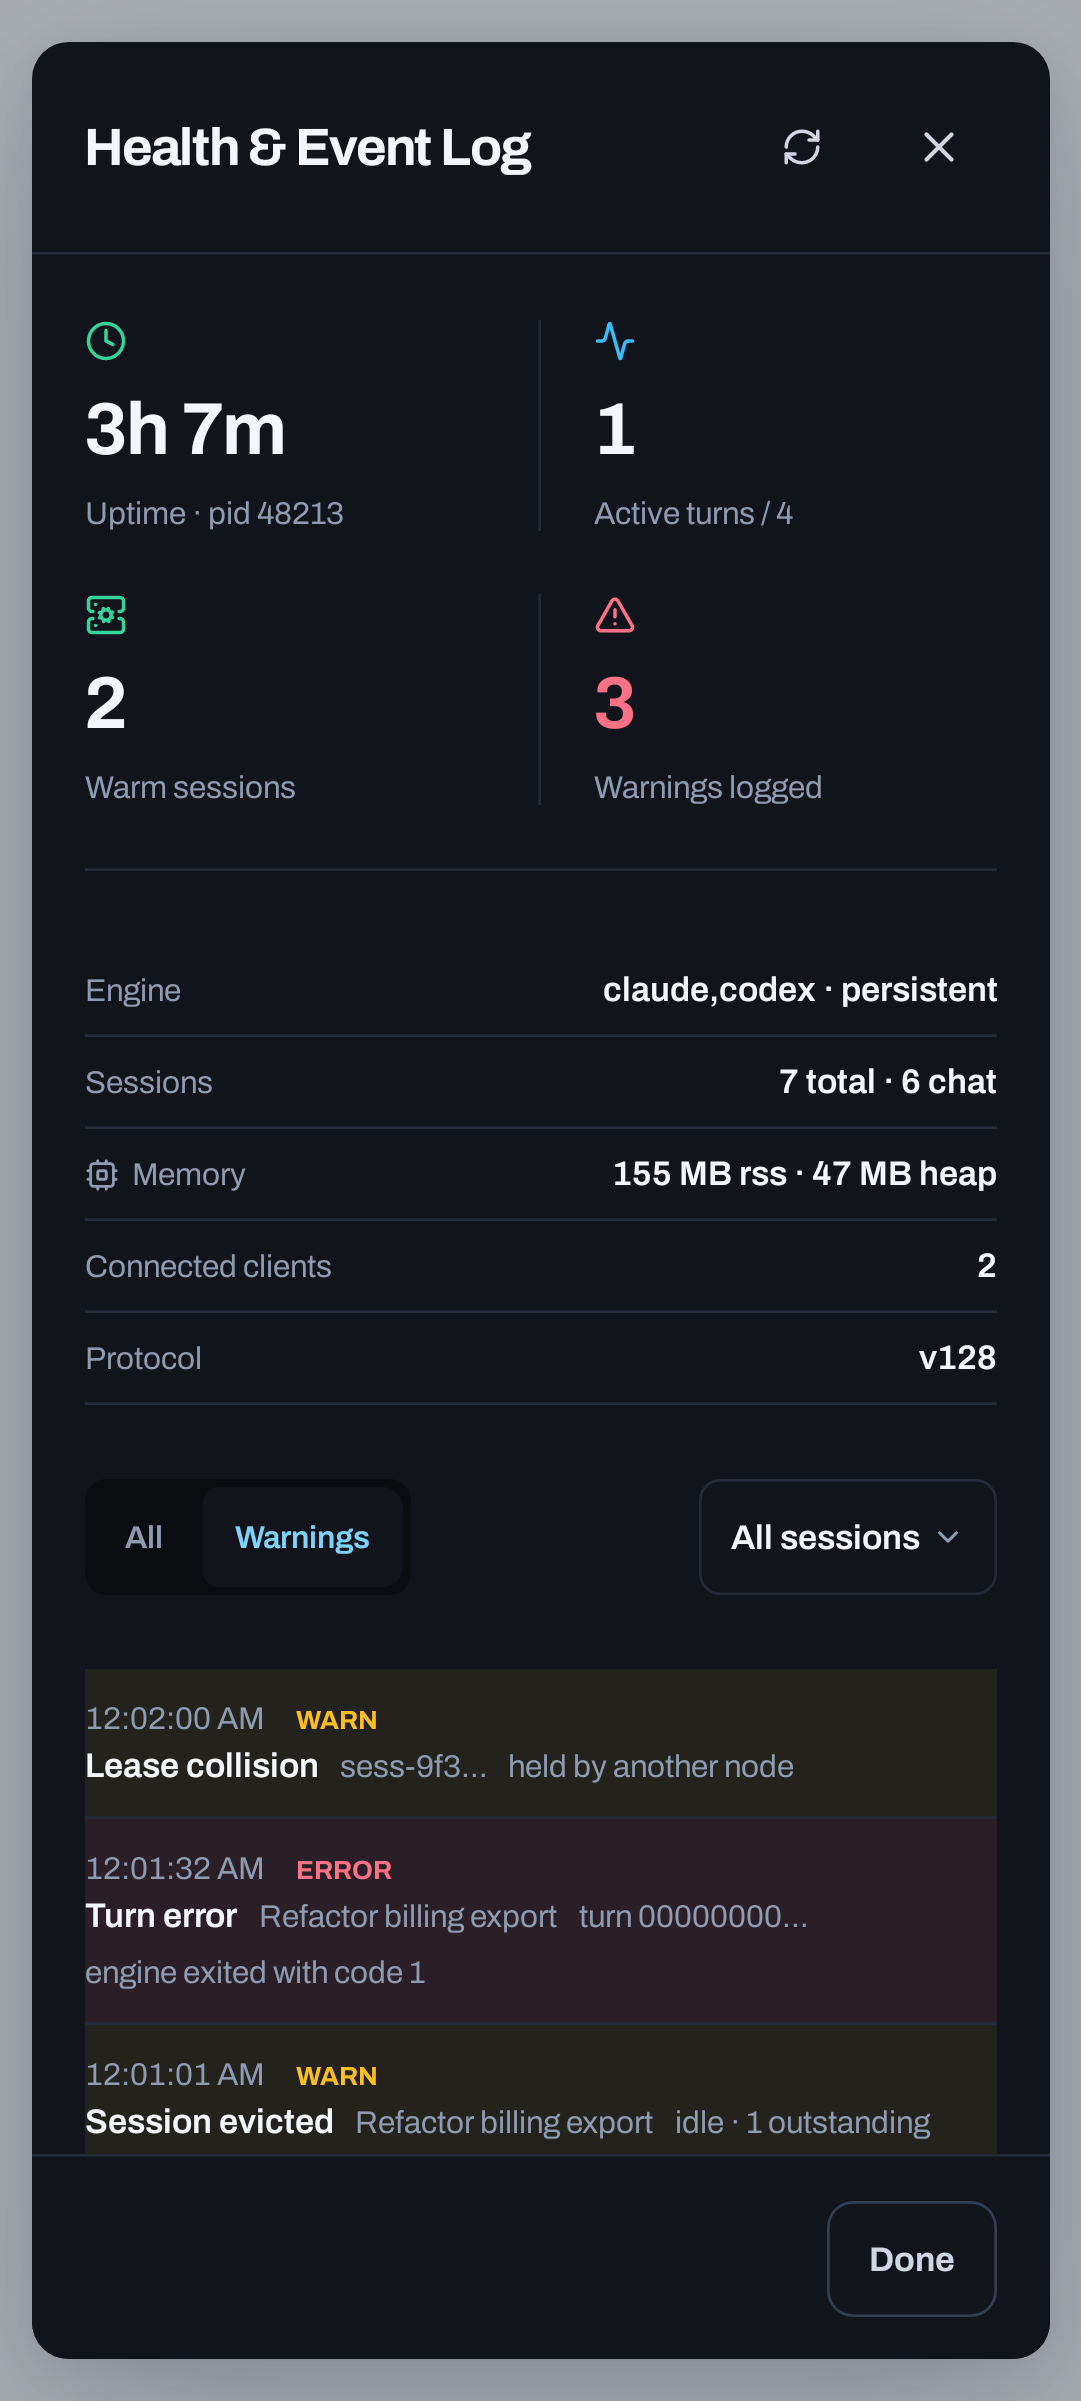 Health & Event Log
3h 7m
Uptime · pid 48213
1
Active turns / 4
2
Warm sessions
3
Warnings logged
Engine claude,codex · persistent
Sessions 7 total · 6 chat
Memory 155 MB rss · 47 MB heap
Connected clients 2
Protocol v128
All Warnings All sessions
12:02:00 AM WARN
Lease collision sess-9f3... held by another node
12:01:32 AM ERROR
Turn error Refactor billing export turn 00000000...
engine exited with code 1
12:01:01 AM WARN
Session evicted Refactor billing export idle · 1 outstanding
Done